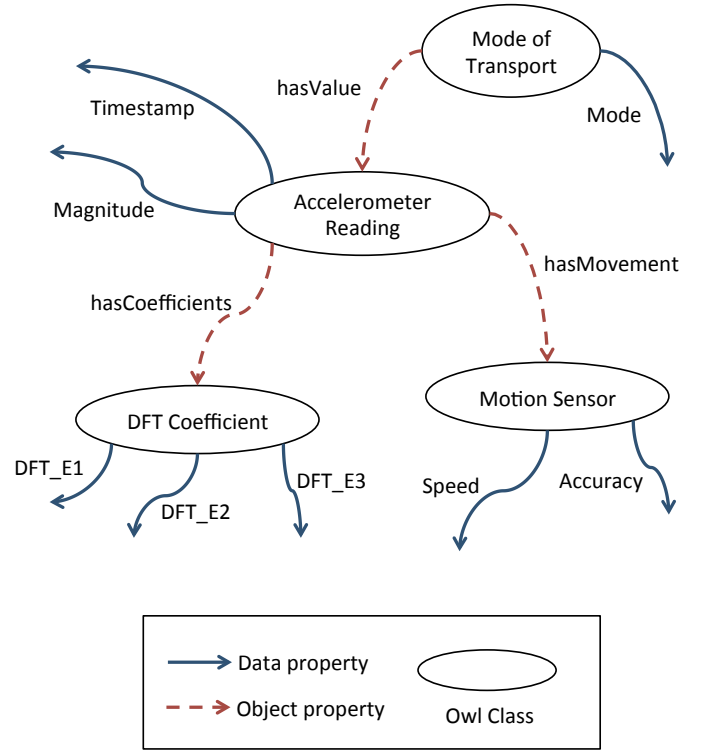 Mode of
Transport
hasValue
Timestamp
Mode
Magnitude
Accelerometer
Reading
hasMovement
hasCoefficients
DFT Coefficient
Motion Sensor
DFT_E1
DFT_E2
DFT_E3
Speed
Accuracy
Data property
Object property
Owl Class